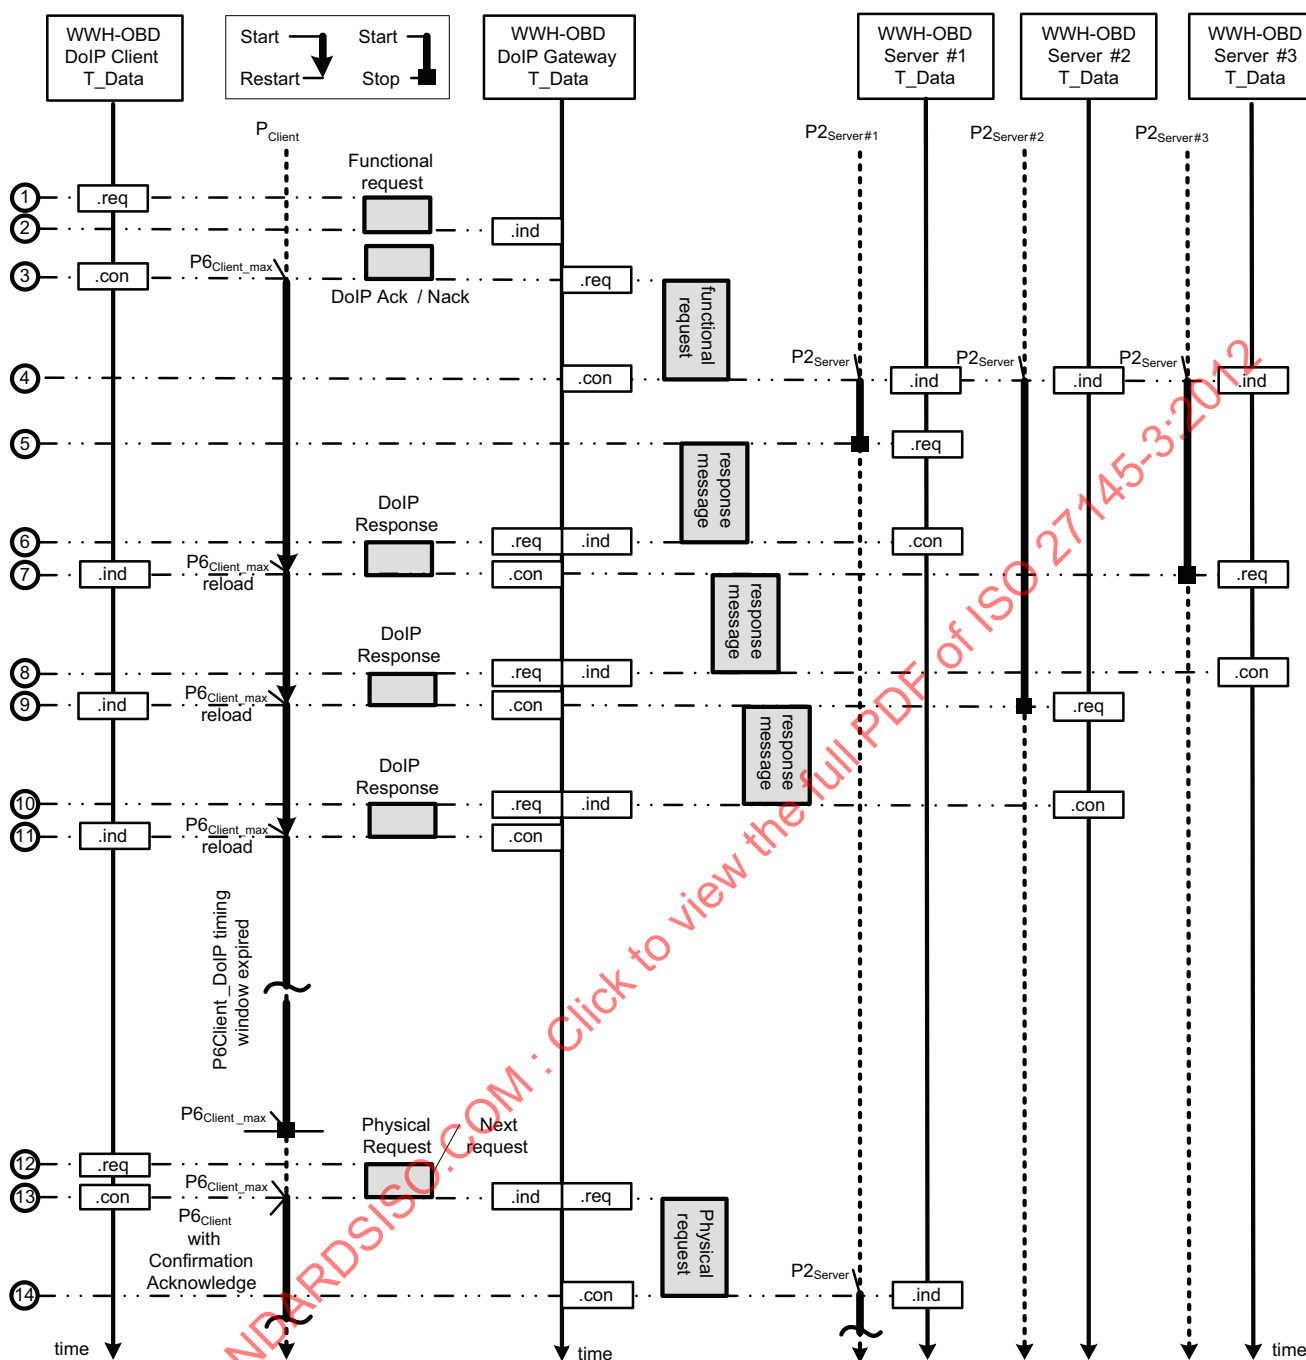 WWH-OBD
DoIP Client
T_Data
Start
Restart
Start
Stop
WWH-OBD
DoIP Gateway
T_Data
WWH-OBD
Server #1
T_Data
WWH-OBD
Server #2
T_Data
WWH-OBD
Server #3
T_Data
PClient
P2Server#1
P2Server#2
P2Server#3
Functional
request
1
.req
2
.ind
3
.con
P6Client_max
DoIP Ack / Nack
.req
functional
request
4
.con
P2Server
.ind
P2Server
.ind
P2Server
.ind
5
.req
response
message
DoIP
Response
6
.req
.ind
.con
7
.ind
P6Client_max
reload
.con
.req
response
message
DoIP
Response
8
.req
.ind
.con
9
.ind
P6Client_max
reload
.con
.req
response
message
DoIP
Response
10
.req
.ind
.con
11
.ind
P6Client_max
reload
.con
P6Client_DoIP timing
window expired
P6Client_max
Physical
Request
Next
request
12
.req
13
.con
P6Client_max
.ind
.req
P6Client
with
Confirmation
Acknowledge
Physical
request
14
.con
P2Server
.ind
time
time
time
NDARDSISO.COM : Click to view the full PDF of ISO 27145-3:2012